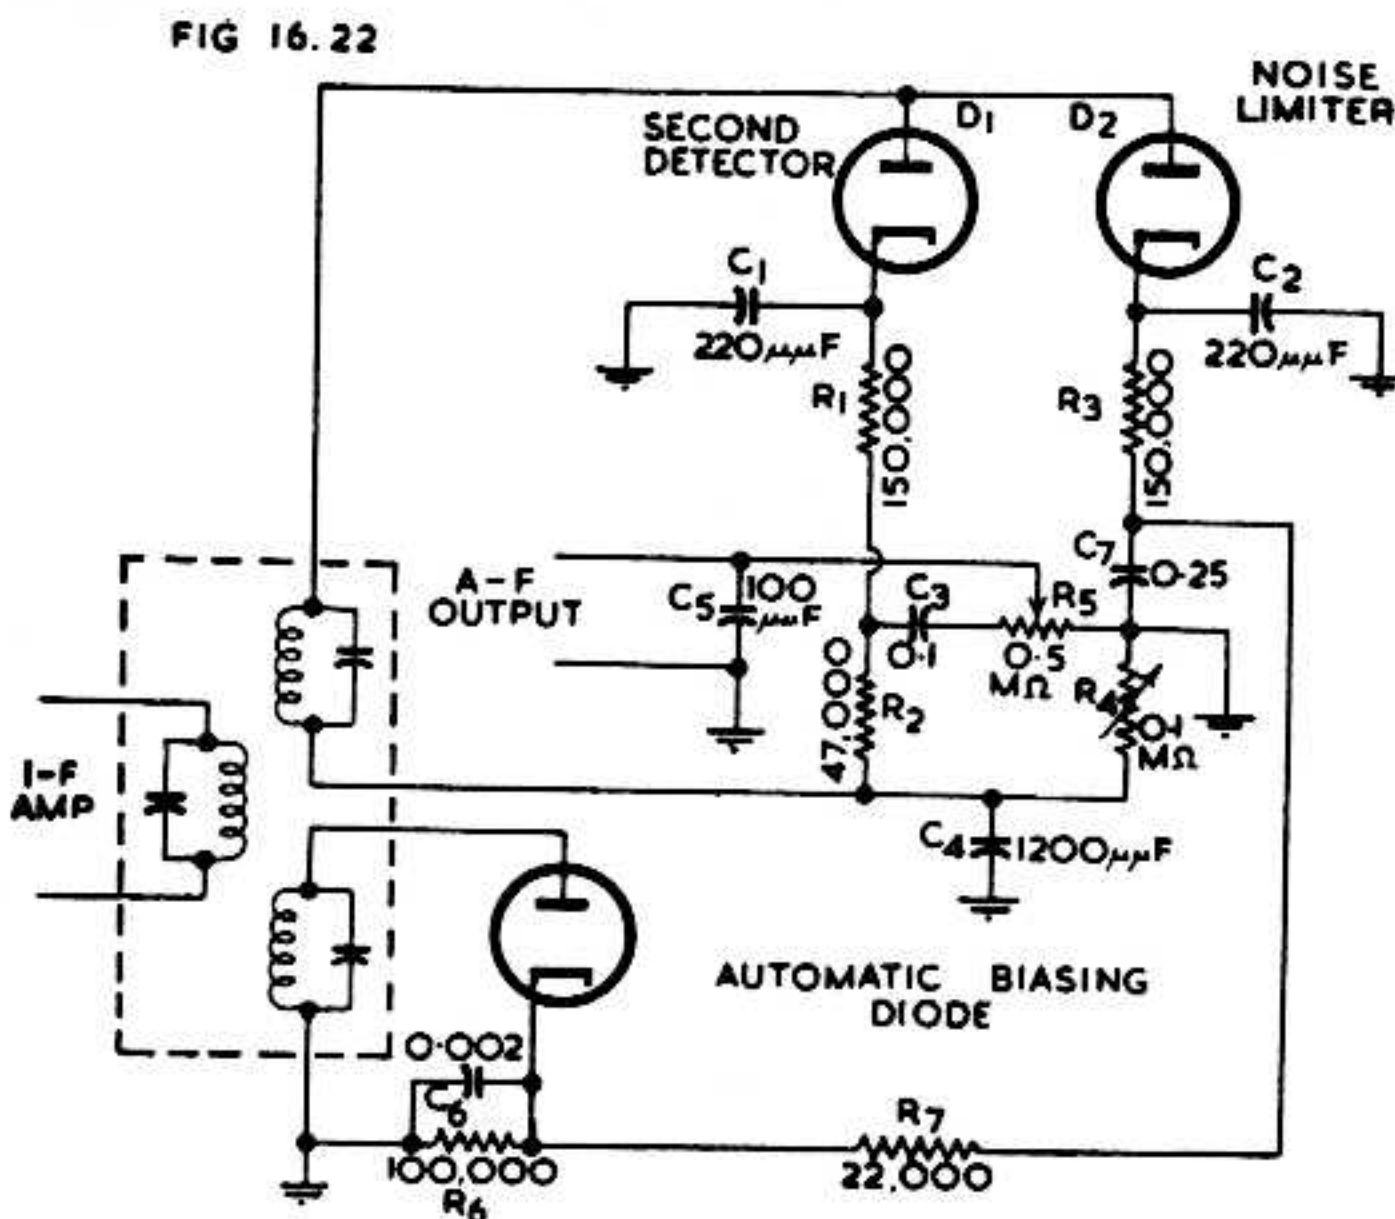 FIG 16.22
NOISE
LIMITER
SECOND
DETECTOR
D1
D2
C1
220μμF
C2
220μμF
R1
150,000
R3
150,000
A-F
OUTPUT
C5
100
μμF
C3
0·1
R5
0·5
MΩ
C7
0·25
R4
0·1
MΩ
47,000
R2
I-F
AMP
C4
1200μμF
AUTOMATIC BIASING
DIODE
0·002
C6
100,000
R6
R7
22,000